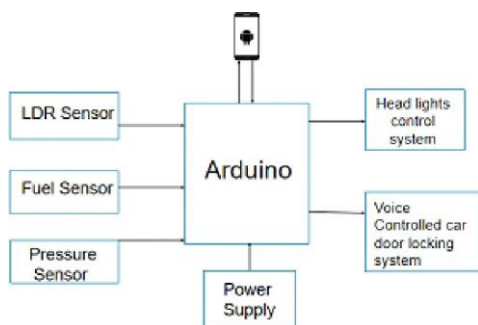 LDR Sensor
Fuel Sensor
Pressure
Sensor
Arduino
Power
Supply
Head lights
control
system
Voice
Controlled car
door locking
system